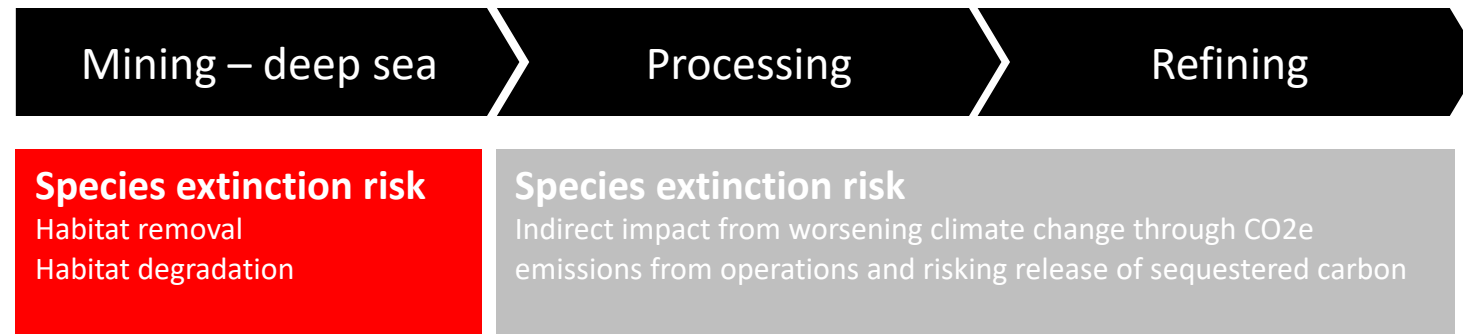 Mining – deep sea
Processing
Refining
Species extinction risk
Habitat removal
Habitat degradation
Species extinction risk
Indirect impact from worsening climate change through CO2e
emissions from operations and risking release of sequestered carbon